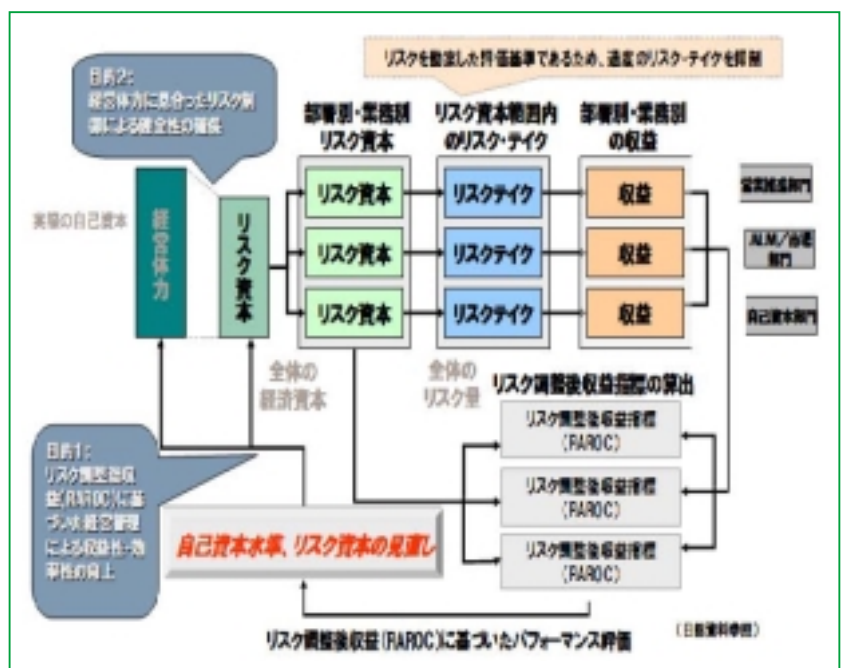 リスクを勘定した評価基準であるため、過度のリスク・テイクを抑制
目的2:
経営体力に見合ったリスク制
御による健全性の確保
部署別・業務別
リスク資本
リスク資本範囲内
のリスク・テイク
部署別・業務別
の収益
実際の自己資本
経営体力
リスク資本
リスク資本
リスクテイク
収益
リスク資本
リスクテイク
収益
リスク資本
リスクテイク
収益
部門
ALM/
部門
自己資本部門
全体の
経済資本
全体の
リスク量
リスク調整後収益指標の算出
リスク調整後収益指標
(RAROC)
リスク調整後収益指標
(RAROC)
リスク調整後収益指標
(RAROC)
目的1:
リスク調整後収
益(RAROC)に基
づいた経営管理
による収益性・効
率性の向上
自己資本水準、リスク資本の見直し
リスク調整後収益(RAROC)に基づいたパフォーマンス評価
(日銀資料参照)